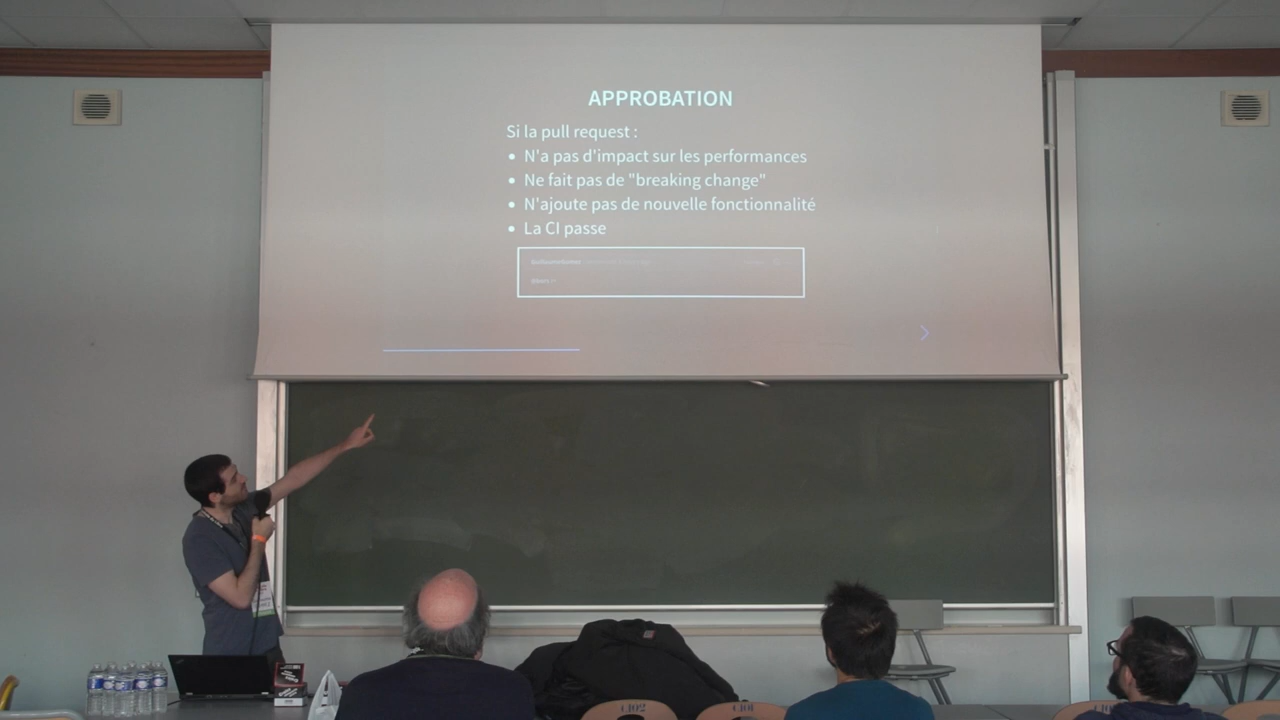 APPROBATION
Si la pull request :
• N'a pas d'impact sur les performances
• Ne fait pas de "breaking change"
• N'ajoute pas de nouvelle fonctionnalité
• La CI passe